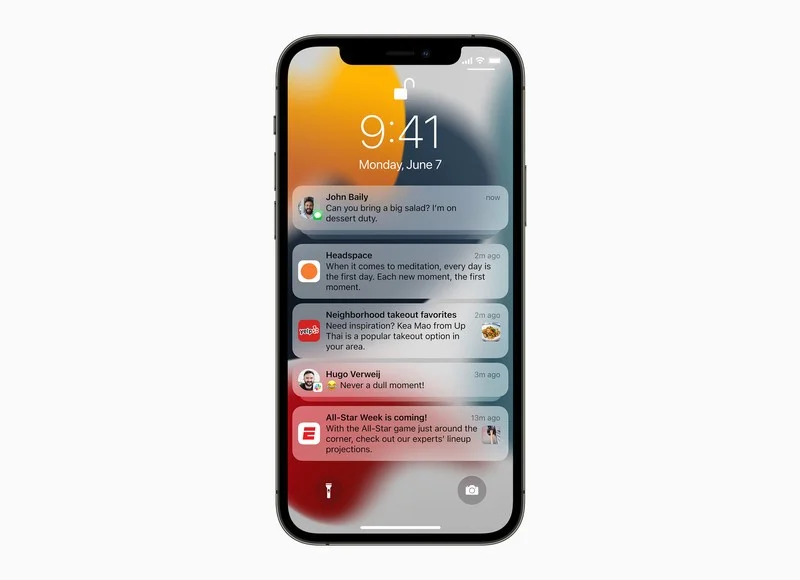 9:41
Monday, June 7
John Baily now
Can you bring a big salad? I'm on
dessert duty.
Headspace 2m ago
When it comes to meditation, every day is
the first day. Each new moment, the first
moment.
Neighborhood takeout favorites 2m ago
yelp
Need inspiration? Kea Mao from Up
Thai is a popular takeout option in
your area.
Hugo Verweij 3m ago
😂 Never a dull moment!
All-Star Week is coming! 13m ago
With the All-Star game just around the
corner, check out our experts' lineup
projections.